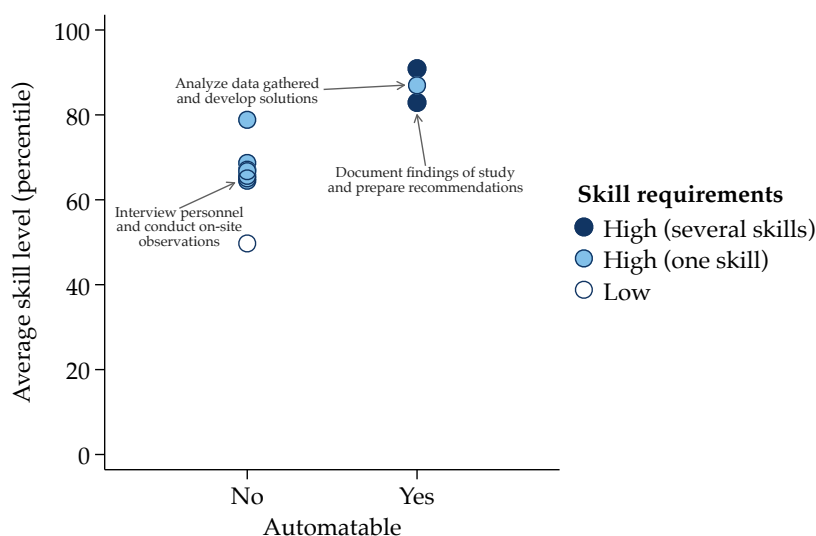 100
80
60
40
20
0
Average skill level (percentile)
Analyze data gathered
and develop solutions
Document findings of study
and prepare recommendations
Interview personnel
and conduct on-site
observations
No
Yes
Automatable
Skill requirements
High (several skills)
High (one skill)
Low